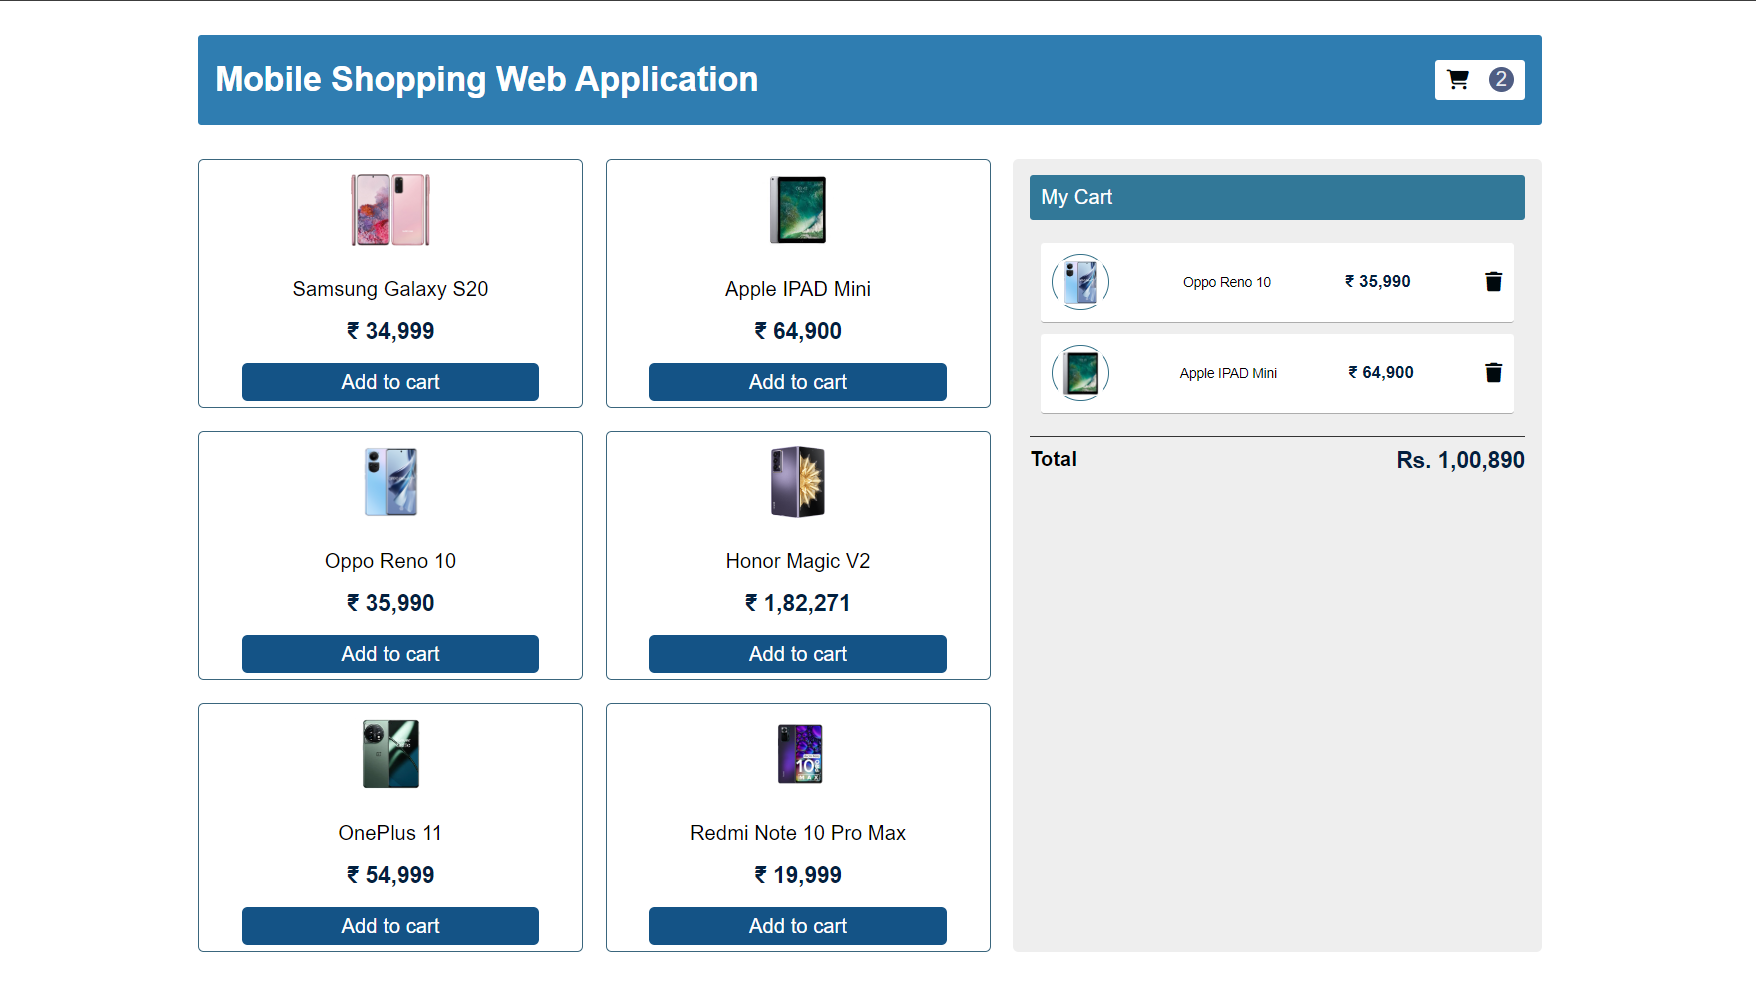 Mobile Shopping Web Application
2
Samsung Galaxy S20
₹ 34,999
Add to cart
Apple IPAD Mini
₹ 64,900
Add to cart
Oppo Reno 10
₹ 35,990
Add to cart
Honor Magic V2
₹ 1,82,271
Add to cart
OnePlus 11
₹ 54,999
Add to cart
Redmi Note 10 Pro Max
₹ 19,999
Add to cart
My Cart
Oppo Reno 10 ₹ 35,990
Apple IPAD Mini ₹ 64,900
Total Rs. 1,00,890